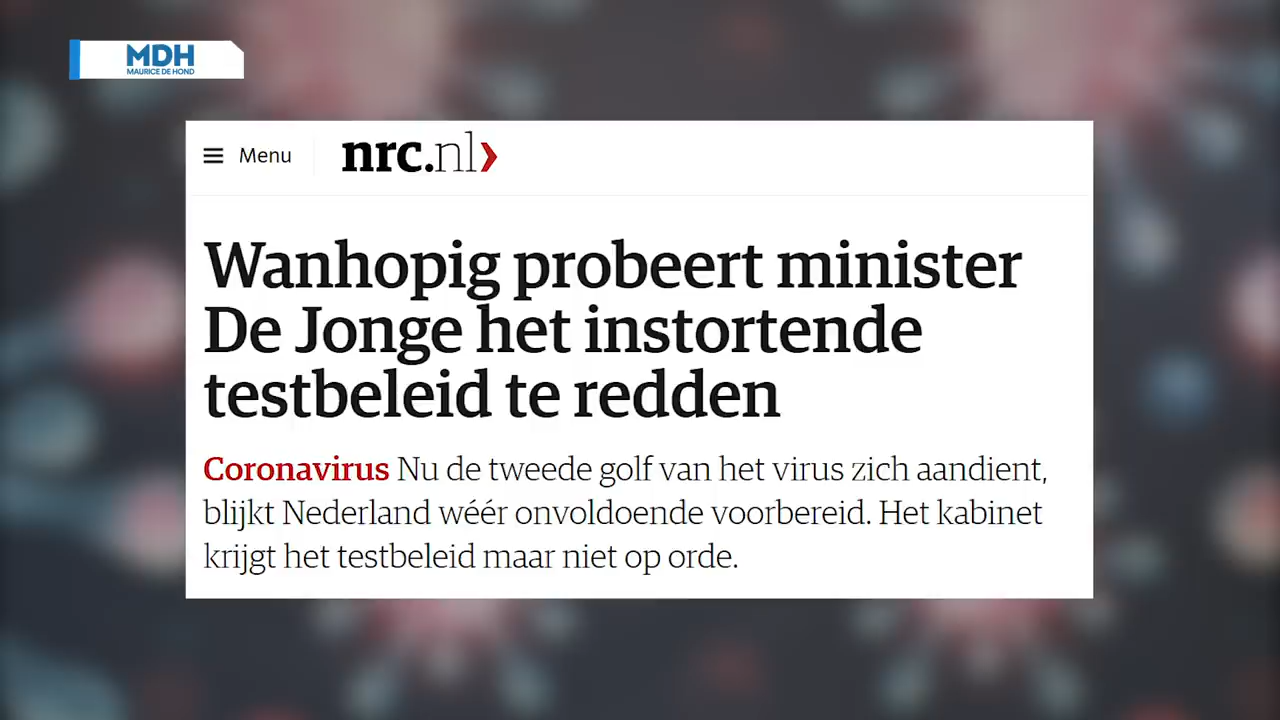 MDH
MAURICE DE HOND
Menu
nrc.nl
Wanhopig probeert minister
De Jonge het instortende
testbeleid te redden
Coronavirus Nu de tweede golf van het virus zich aandient,
blijkt Nederland wéér onvoldoende voorbereid. Het kabinet
krijgt het testbeleid maar niet op orde.